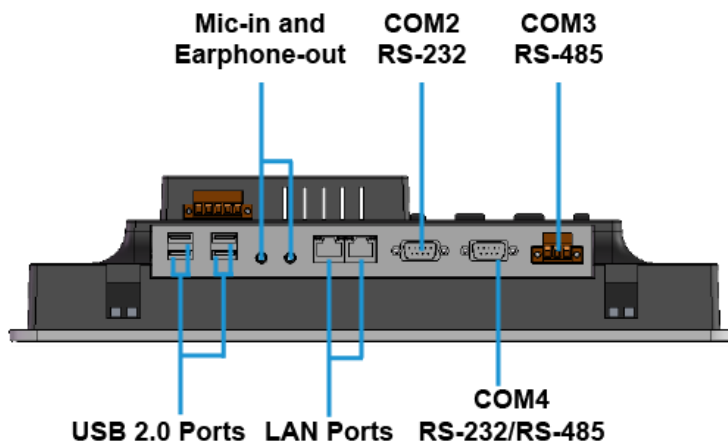 Mic-in and
Earphone-out
COM2
RS-232
COM3
RS-485
USB 2.0 Ports
LAN Ports
COM4
RS-232/RS-485